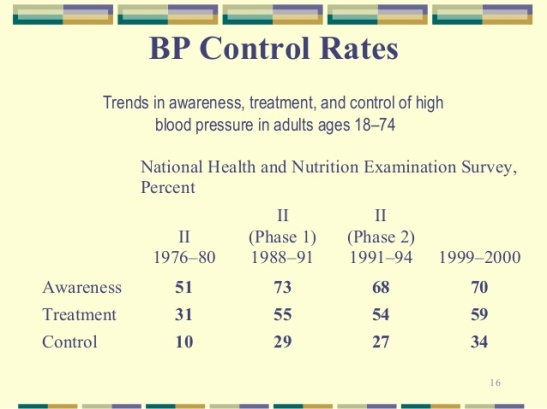 BP Control Rates
Trends in awareness, treatment, and control of high
blood pressure in adults ages 18–74
National Health and Nutrition Examination Survey,
Percent
II II
II (Phase 1) (Phase 2)
1976–80 1988–91 1991–94 1999–2000
Awareness 51 73 68 70
Treatment 31 55 54 59
Control 10 29 27 34
16